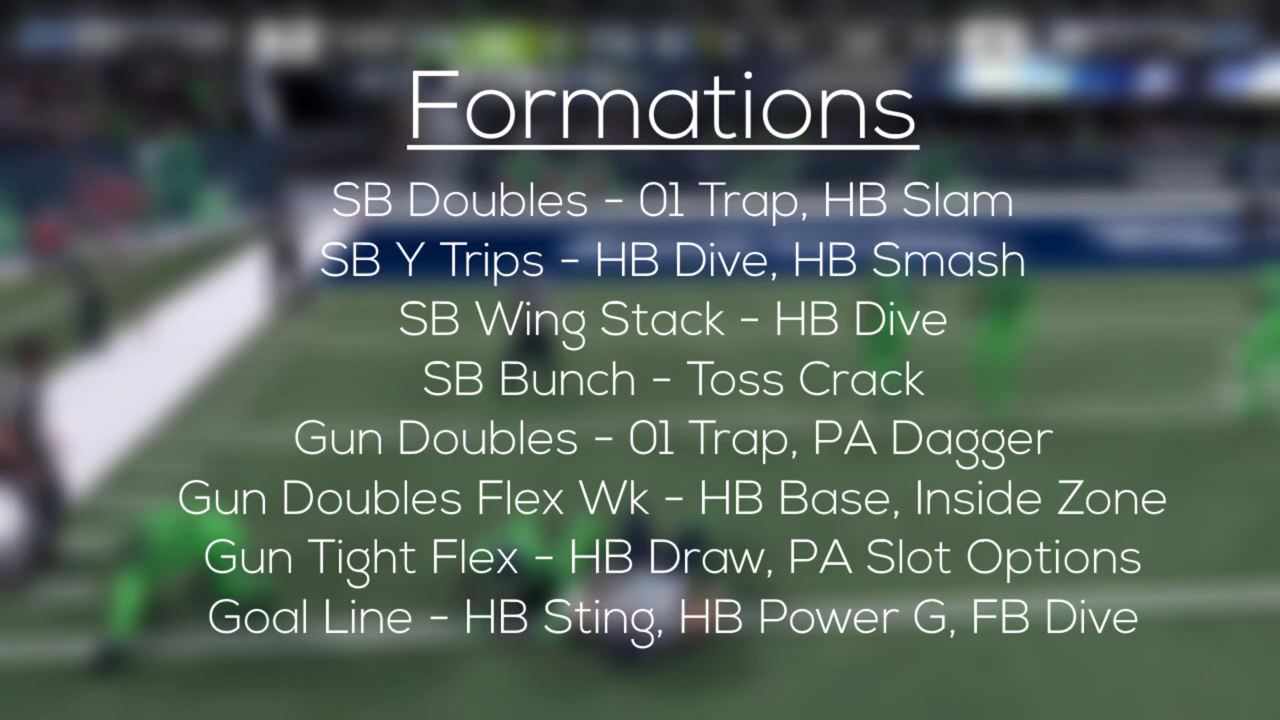 Formations
SB Doubles - 01 Trap, HB Slam
SB Y Trips - HB Dive, HB Smash
SB Wing Stack - HB Dive
SB Bunch - Toss Crack
Gun Doubles - 01 Trap, PA Dagger
Gun Doubles Flex Wk - HB Base, Inside Zone
Gun Tight Flex - HB Draw, PA Slot Options
Goal Line - HB Sting, HB Power G, FB Dive